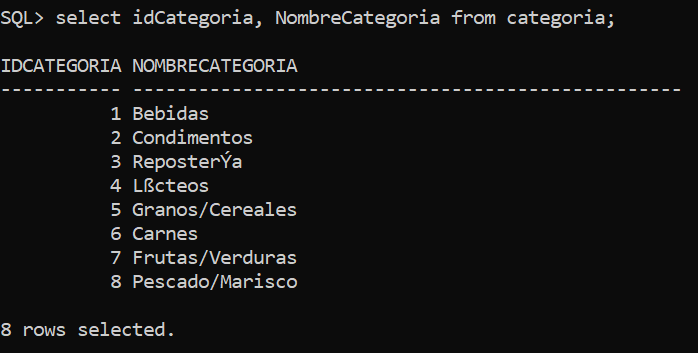 SQL> select idCategoria, NombreCategoria from categoria;
IDCATEGORIA NOMBRECATEGORIA
----------- --------------------------------------------------
1 Bebidas
2 Condimentos
3 ReposterÝa
4 Lßcteos
5 Granos/Cereales
6 Carnes
7 Frutas/Verduras
8 Pescado/Marisco
8 rows selected.